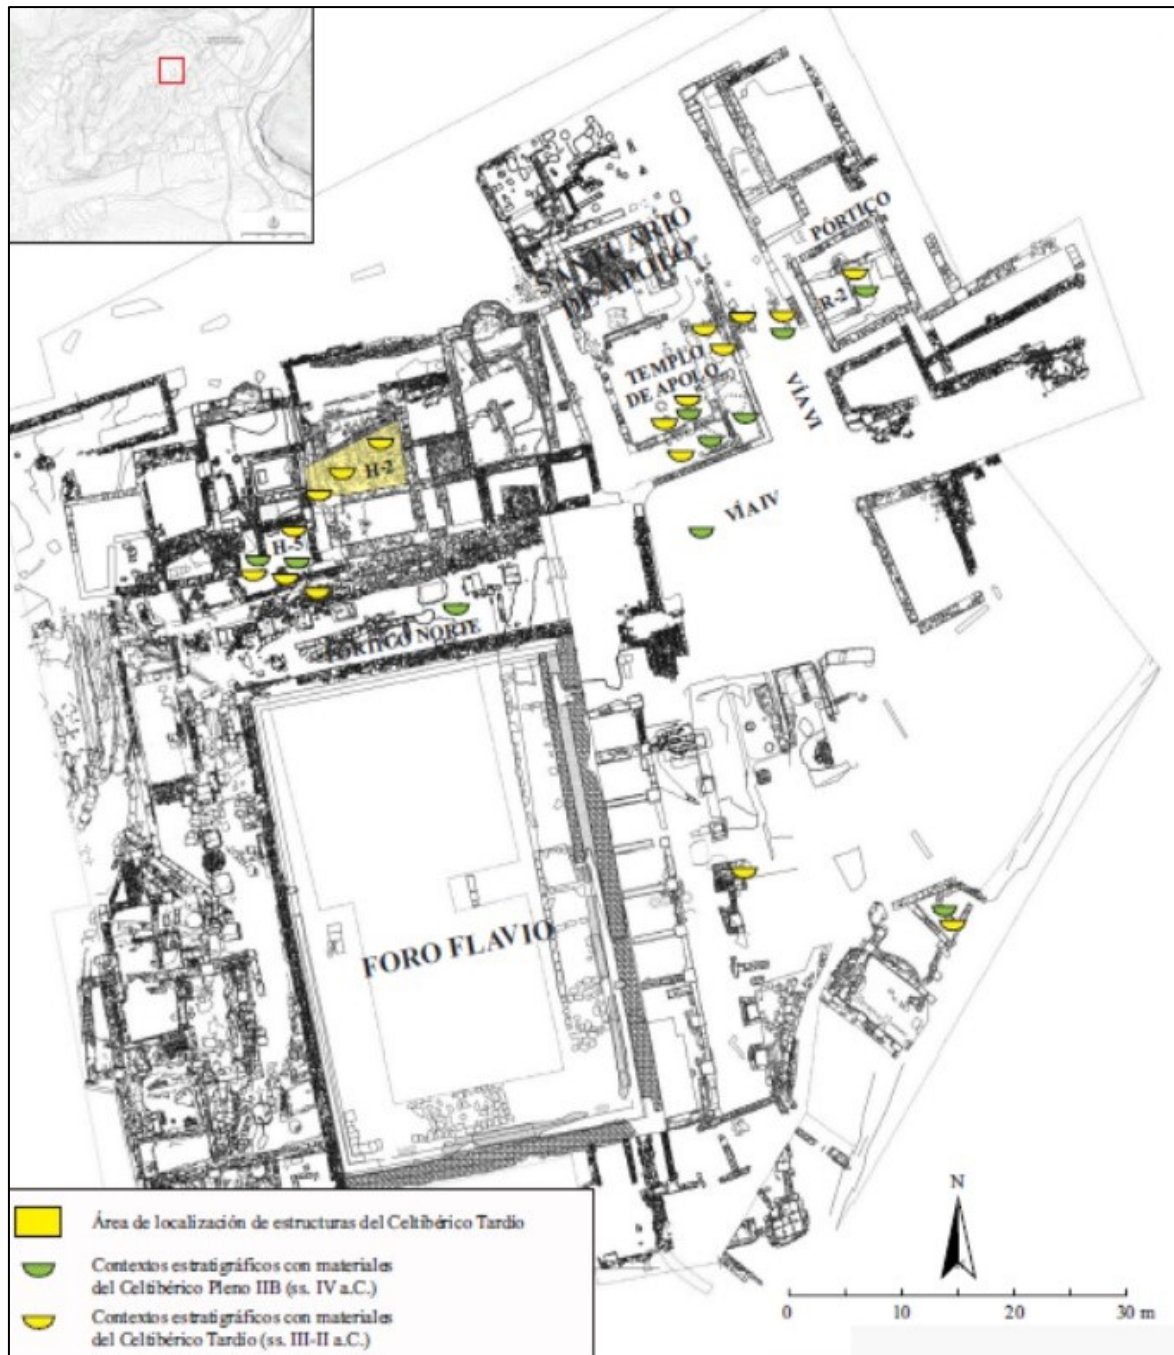 SANTUARIO
DE APOLO
PÓRTICO
R-2
TEMPLO
DE APOLO
VÍA VI
H-2
VÍA IV
H-5
PÓRTICO NORTE
FORO FLAVIO
N
0 10 20 30 m
Área de localización de estructuras del Celtibérico Tardío
Contextos estratigráficos con materiales
del Celtibérico Pleno IIB (ss. IV a.C.)
Contextos estratigráficos con materiales
del Celtibérico Tardío (ss. III-II a.C.)